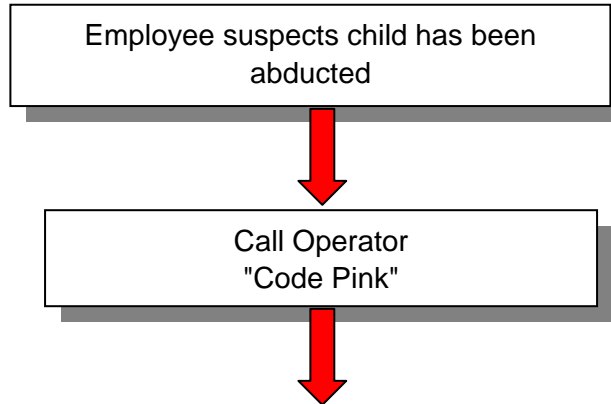 Employee suspects child has been
abducted
Call Operator
"Code Pink"